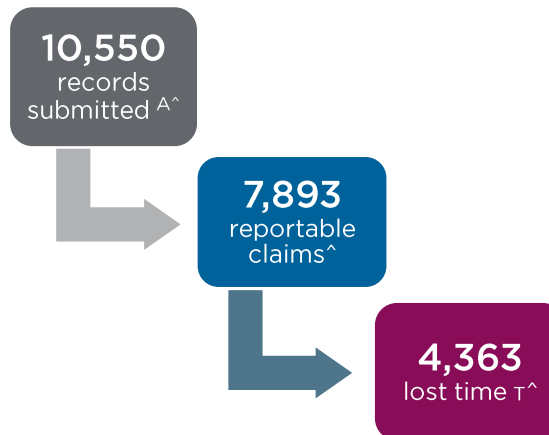 10,550
records
submitted A^
7,893
reportable
claims^
4,363
lost time T^